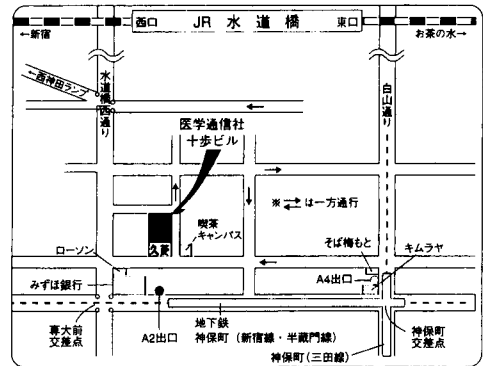 西口
JR 水道橋
東口
←新宿
お茶の水→
←西神田ランプ
水道橋西通り
白山通り
医学通信社
十歩ビル
※⇄は一方通行
喫茶
キャンパス
ローソン
そば梅もと
キムラヤ
みずほ銀行
A4出口
専大前
交差点
A2出口
地下鉄
神保町(新宿線・半蔵門線)
神保町
交差点
神保町(三田線)